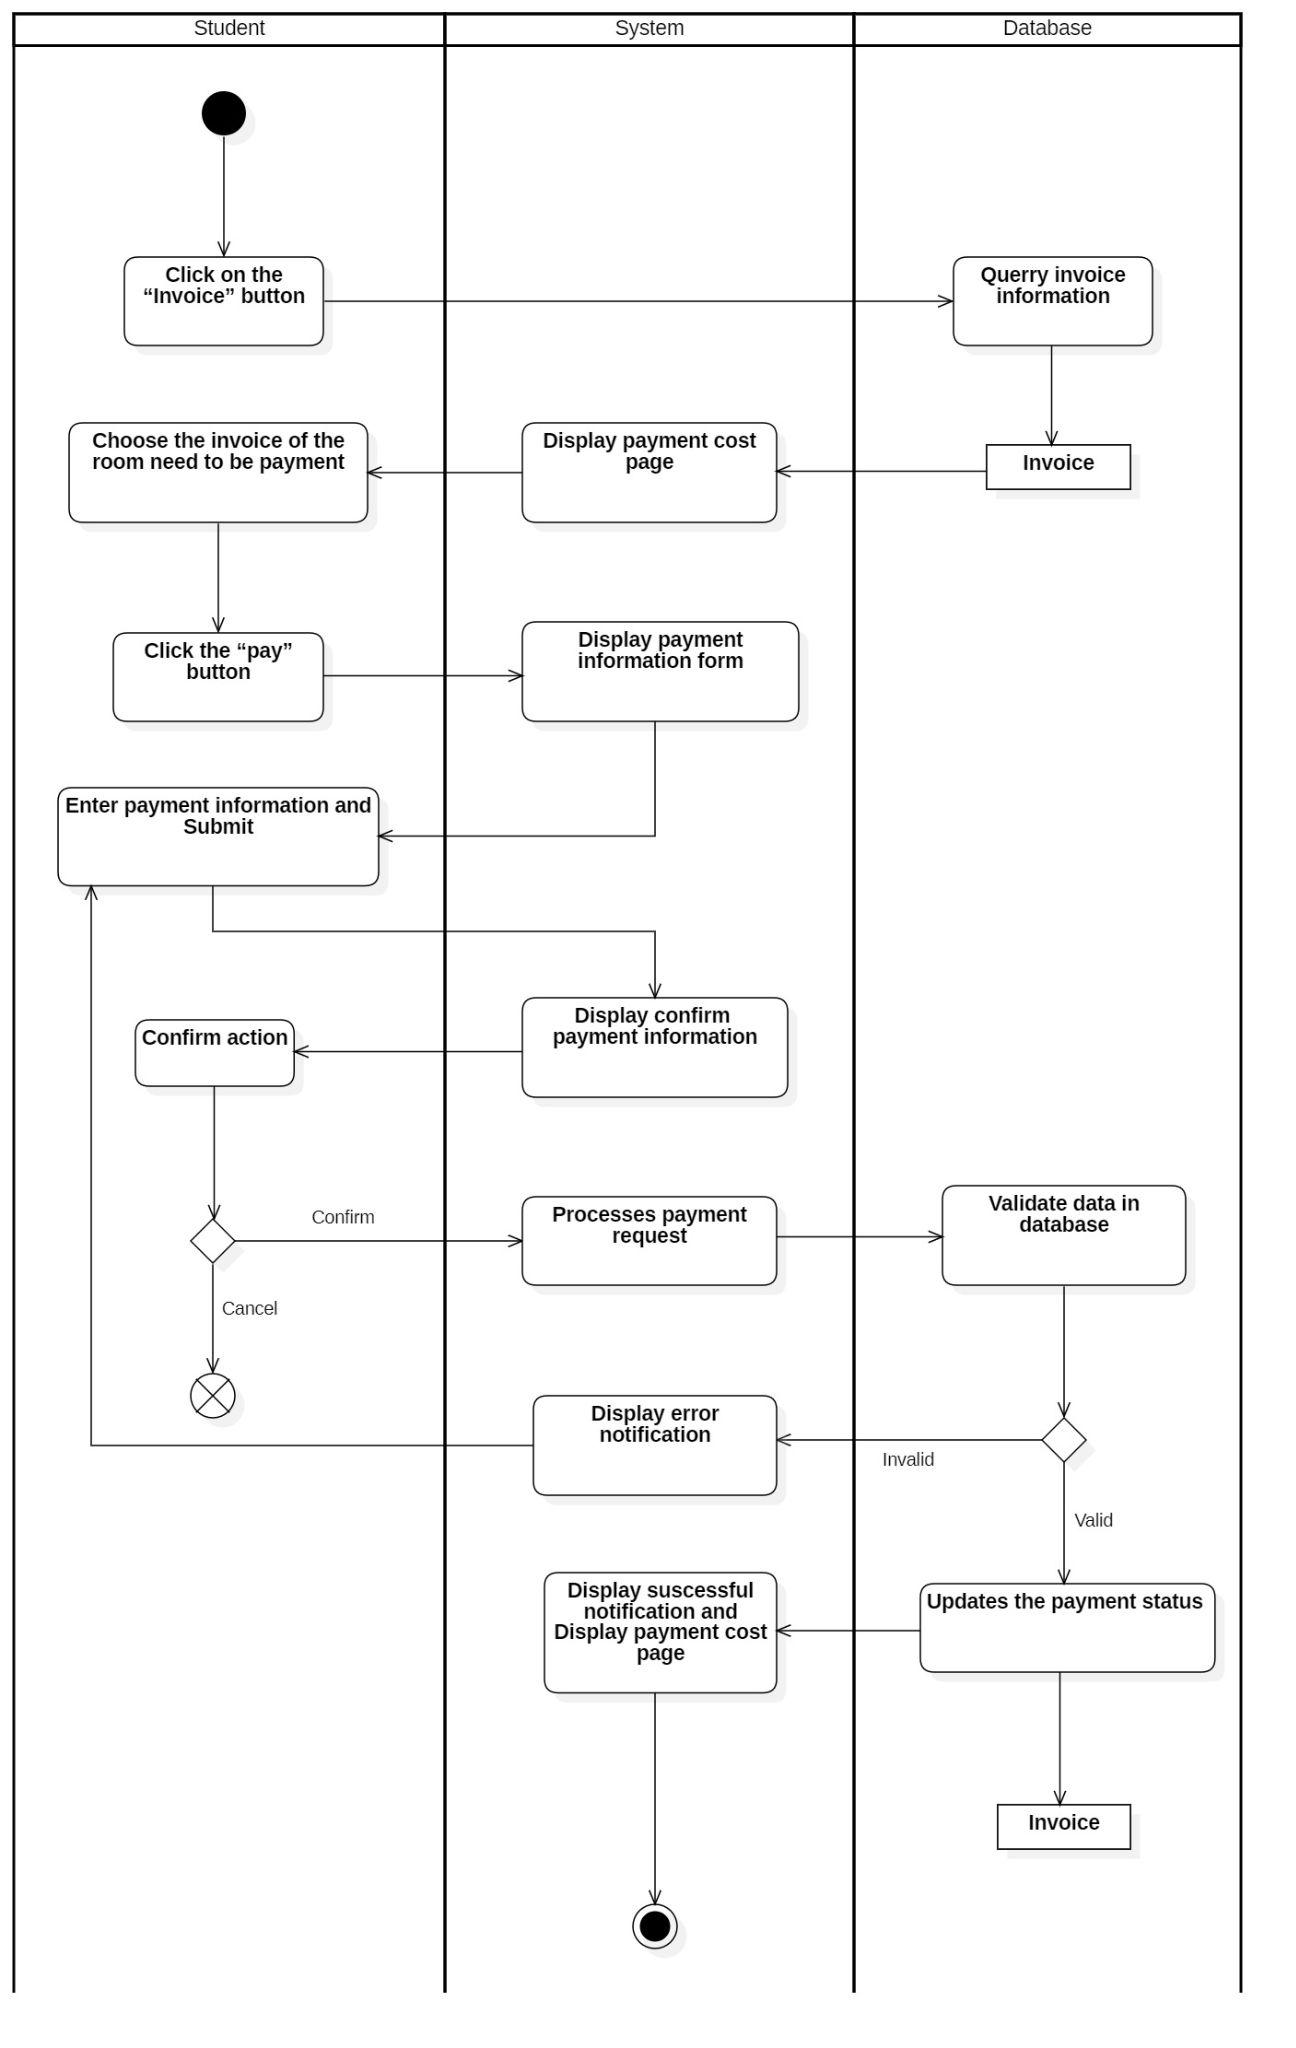 Student
System
Database
Click on the
“Invoice” button
Querry invoice
information
Choose the invoice of the
room need to be payment
Display payment cost
page
Invoice
Click the “pay”
button
Display payment
information form
Enter payment information and
Submit
Display confirm
payment information
Confirm action
Confirm
Processes payment
request
Validate data in
database
Cancel
Display error
notification
Invalid
Valid
Display suscessful
notification and
Display payment cost
page
Updates the payment status
Invoice